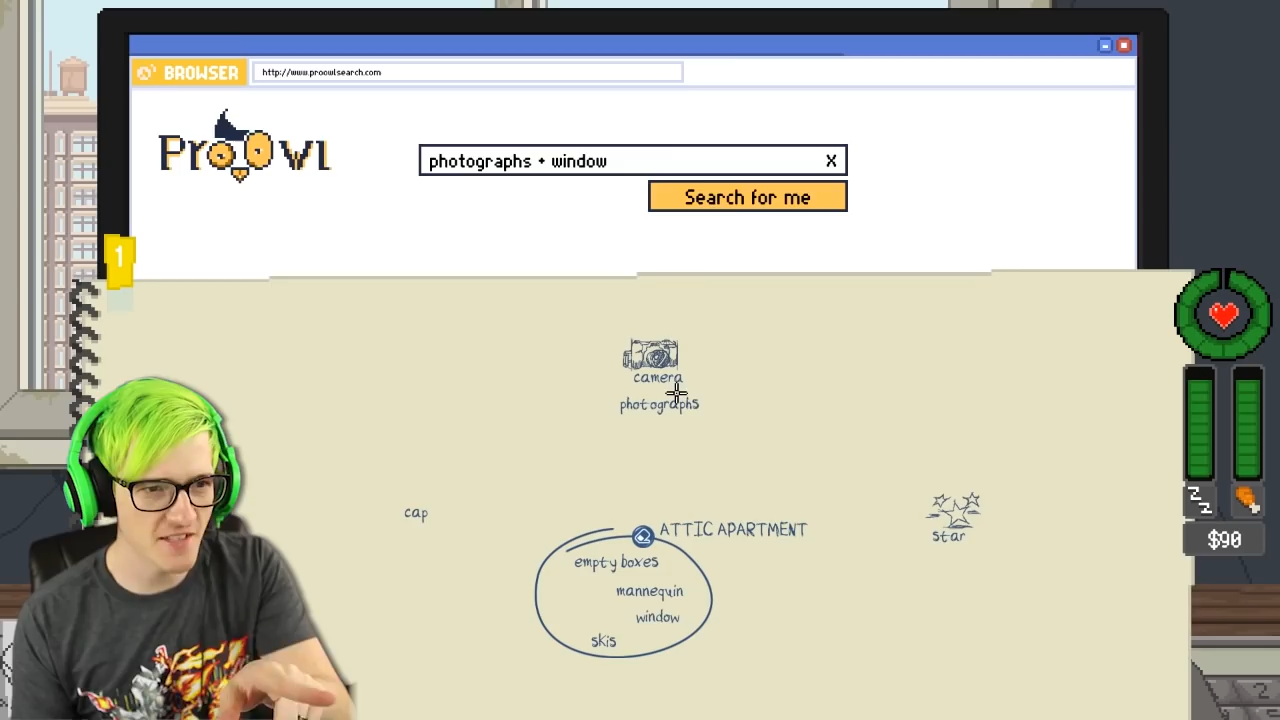 BROWSER
http://www.proowlsearch.com
ProOwl
photographs + window
X
Search for me
1
camera
photographs
cap
ATTIC APARTMENT
star
empty boxes
mannequin
window
skis
$90